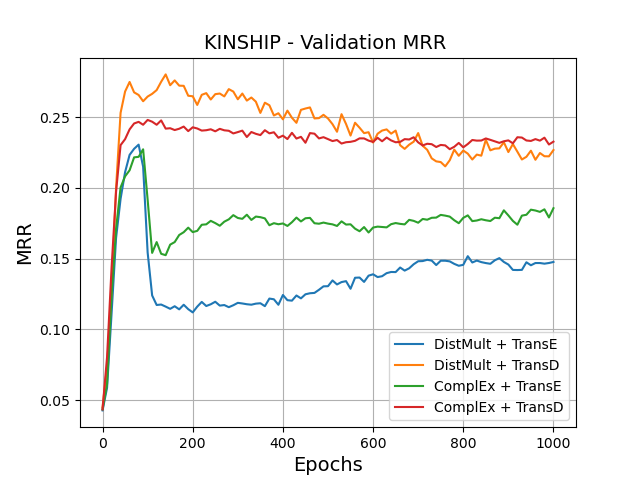 KINSHIP - Validation MRR
MRR
0.25
0.20
0.15
0.10
0.05
DistMult + TransE
DistMult + TransD
ComplEx + TransE
ComplEx + TransD
0 200 400 600 800 1000
Epochs